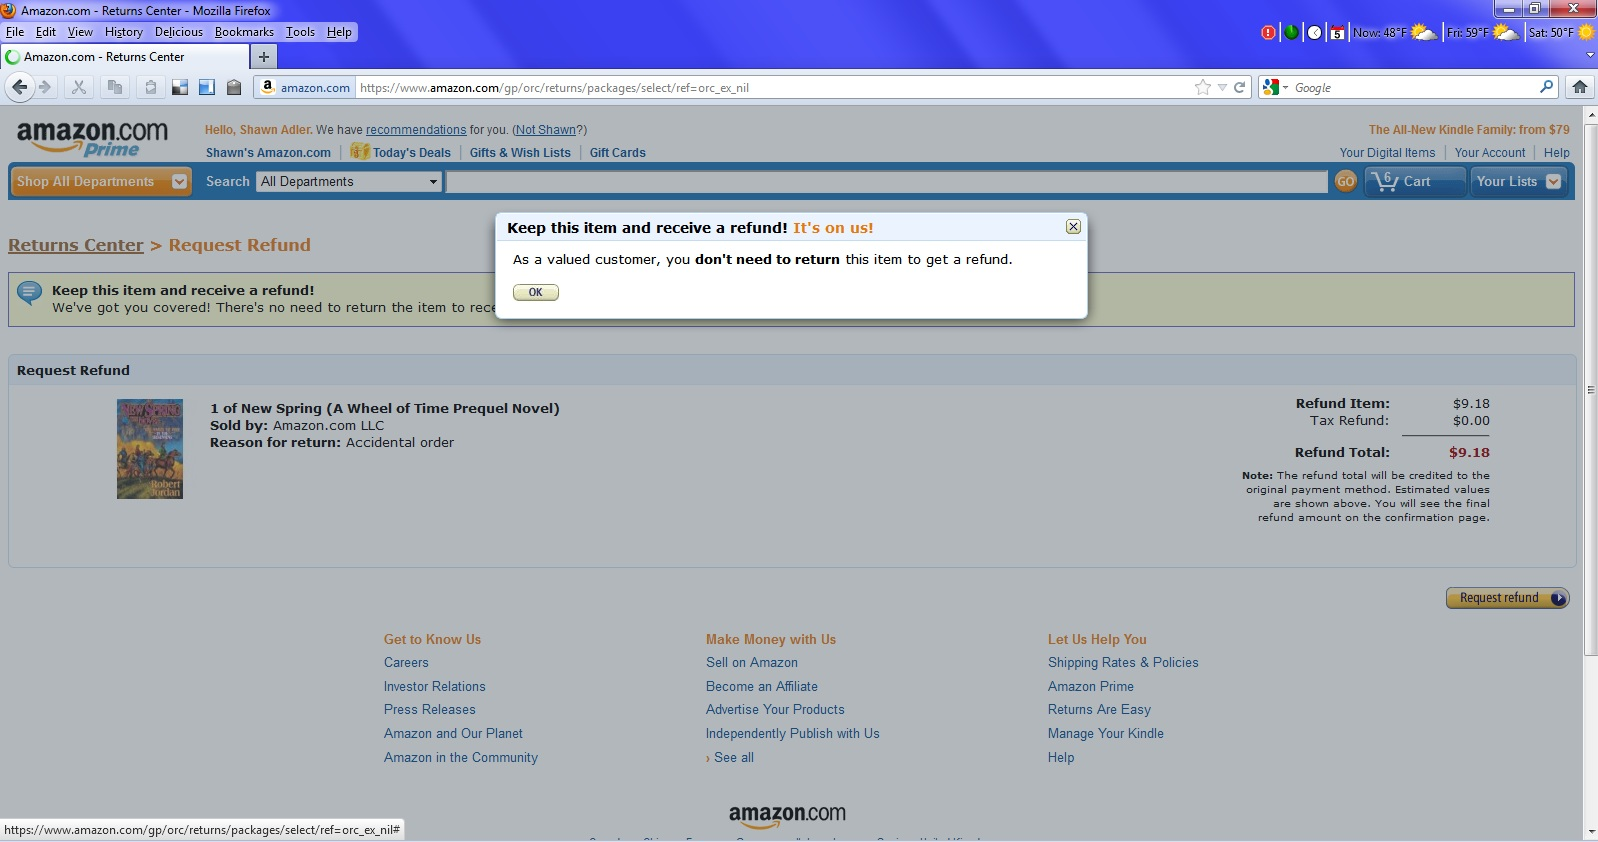 Amazon.com - Returns Center - Mozilla Firefox
File Edit View History Delicious Bookmarks Tools Help
5 Now: 48°F Fri: 59°F Sat: 50°F
Amazon.com - Returns Center
amazon.com https://www.amazon.com/gp/orc/returns/packages/select/ref=orc_ex_nil Google
amazon.com Prime
Hello, Shawn Adler. We have recommendations for you. (Not Shawn?) The All-New Kindle Family: from $79
Shawn's Amazon.com Today's Deals Gifts & Wish Lists Gift Cards Your Digital Items Your Account Help
Shop All Departments Search All Departments GO 6 Cart Your Lists
Keep this item and receive a refund! It's on us!
As a valued customer, you don't need to return this item to get a refund.
OK
Returns Center > Request Refund
Keep this item and receive a refund!
We've got you covered! There's no need to return the item to rece
Request Refund
NEW SPRING
Robert
Jordan
1 of New Spring (A Wheel of Time Prequel Novel)
Sold by: Amazon.com LLC
Reason for return: Accidental order
Refund Item: $9.18
Tax Refund: $0.00
Refund Total: $9.18
Note: The refund total will be credited to the
original payment method. Estimated values
are shown above. You will see the final
refund amount on the confirmation page.
Request refund
Get to Know Us
Careers
Investor Relations
Press Releases
Amazon and Our Planet
Amazon in the Community
Make Money with Us
Sell on Amazon
Become an Affiliate
Advertise Your Products
Independently Publish with Us
› See all
Let Us Help You
Shipping Rates & Policies
Amazon Prime
Returns Are Easy
Manage Your Kindle
Help
amazon.com
https://www.amazon.com/gp/orc/returns/packages/select/ref=orc_ex_nil#